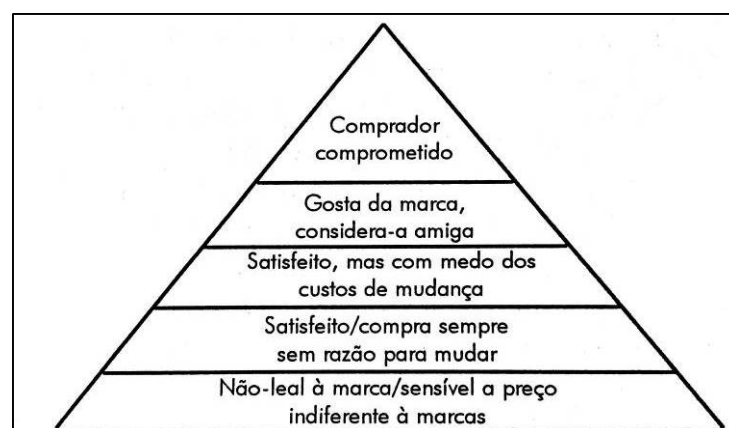 Comprador
comprometido
Gosta da marca,
considera-a amiga
Satisfeito, mas com medo dos
custos de mudança
Satisfeito/compra sempre
sem razão para mudar
Não-leal à marca/sensível a preço
indiferente à marcas